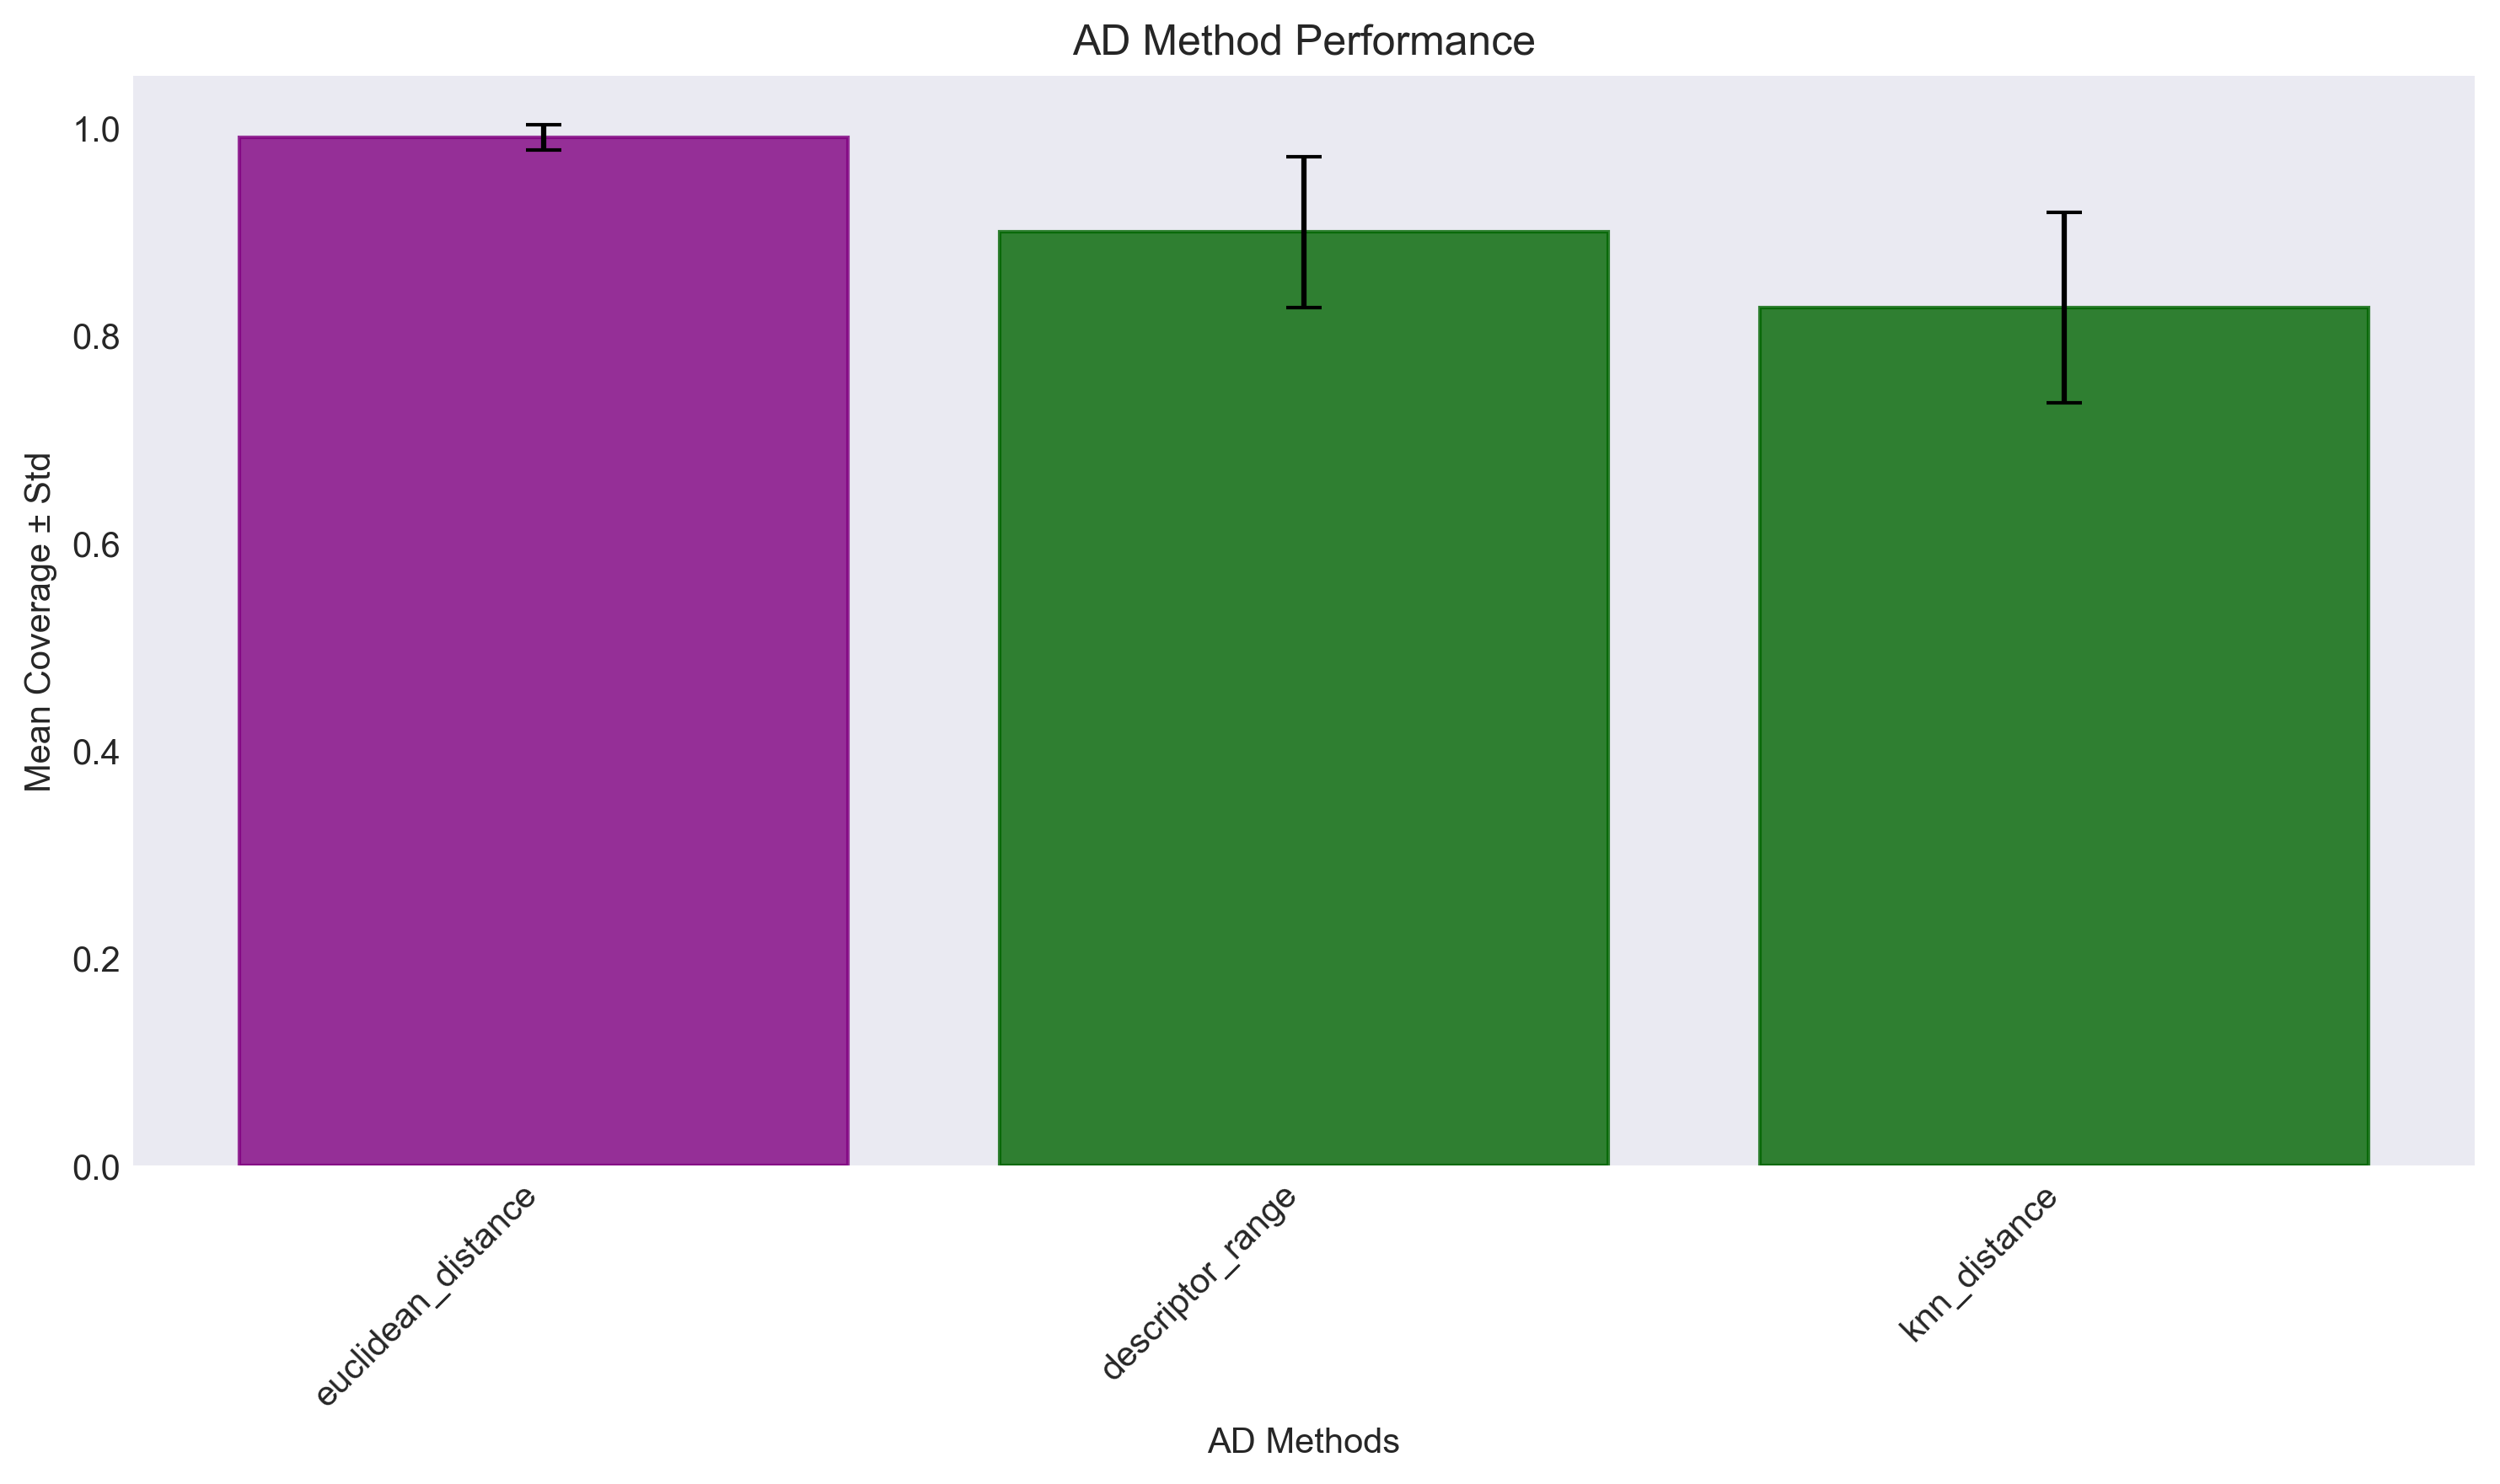 AD Method Performance
Mean Coverage ± Std
1.0
0.8
0.6
0.4
0.2
0.0
euclidean_distance
descriptor_range
knn_distance
AD Methods